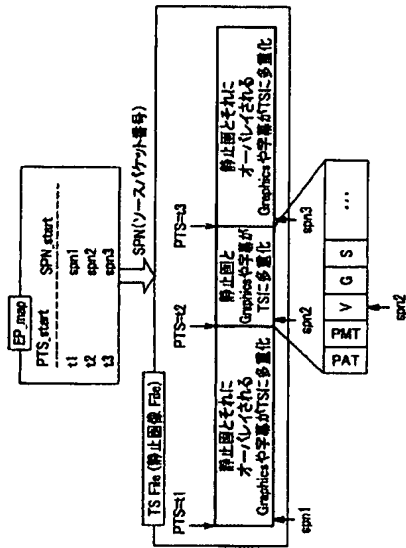 EP_map
PTS_start SPN_start
t1 spn1
t2 spn2
t3 spn3
SPN(ソースパケット番号)
TS File (静止画像 File)
PTS=t1
PTS=t2
PTS=t3
静止画とそれに
オーバレイされる
Graphicsや字幕がTSに多重化
静止画と
Graphicsや字幕が
TSに多重化
静止画とそれに
オーバレイされる
Graphicsや字幕がTSに多重化
spn1
spn2
spn3
PAT PMT V G S ...
spn2